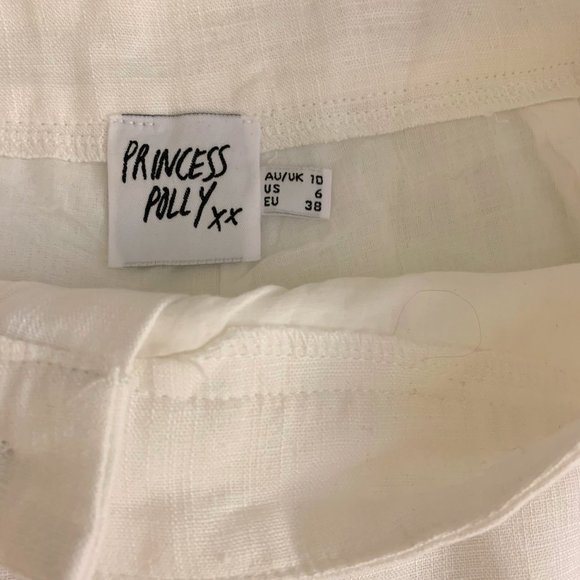 PRINCESS
POLLY xx
AU/UK 10
US 6
EU 38